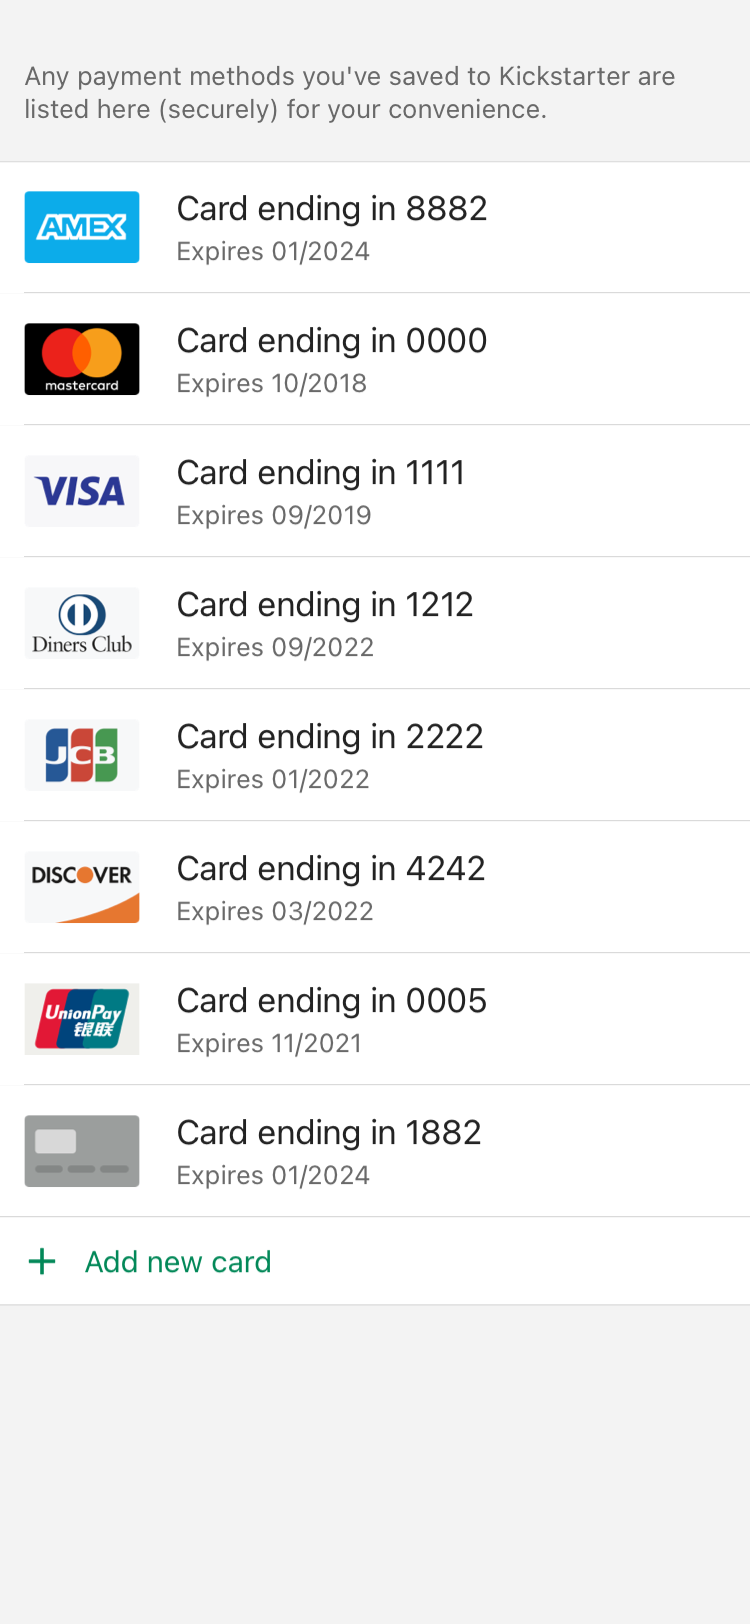 Any payment methods you've saved to Kickstarter are
listed here (securely) for your convenience.
AMEX
Card ending in 8882
Expires 01/2024
mastercard
Card ending in 0000
Expires 10/2018
VISA
Card ending in 1111
Expires 09/2019
Diners Club
Card ending in 1212
Expires 09/2022
JCB
Card ending in 2222
Expires 01/2022
DISCOVER
Card ending in 4242
Expires 03/2022
UnionPay
银联
Card ending in 0005
Expires 11/2021
Card ending in 1882
Expires 01/2024
+ Add new card